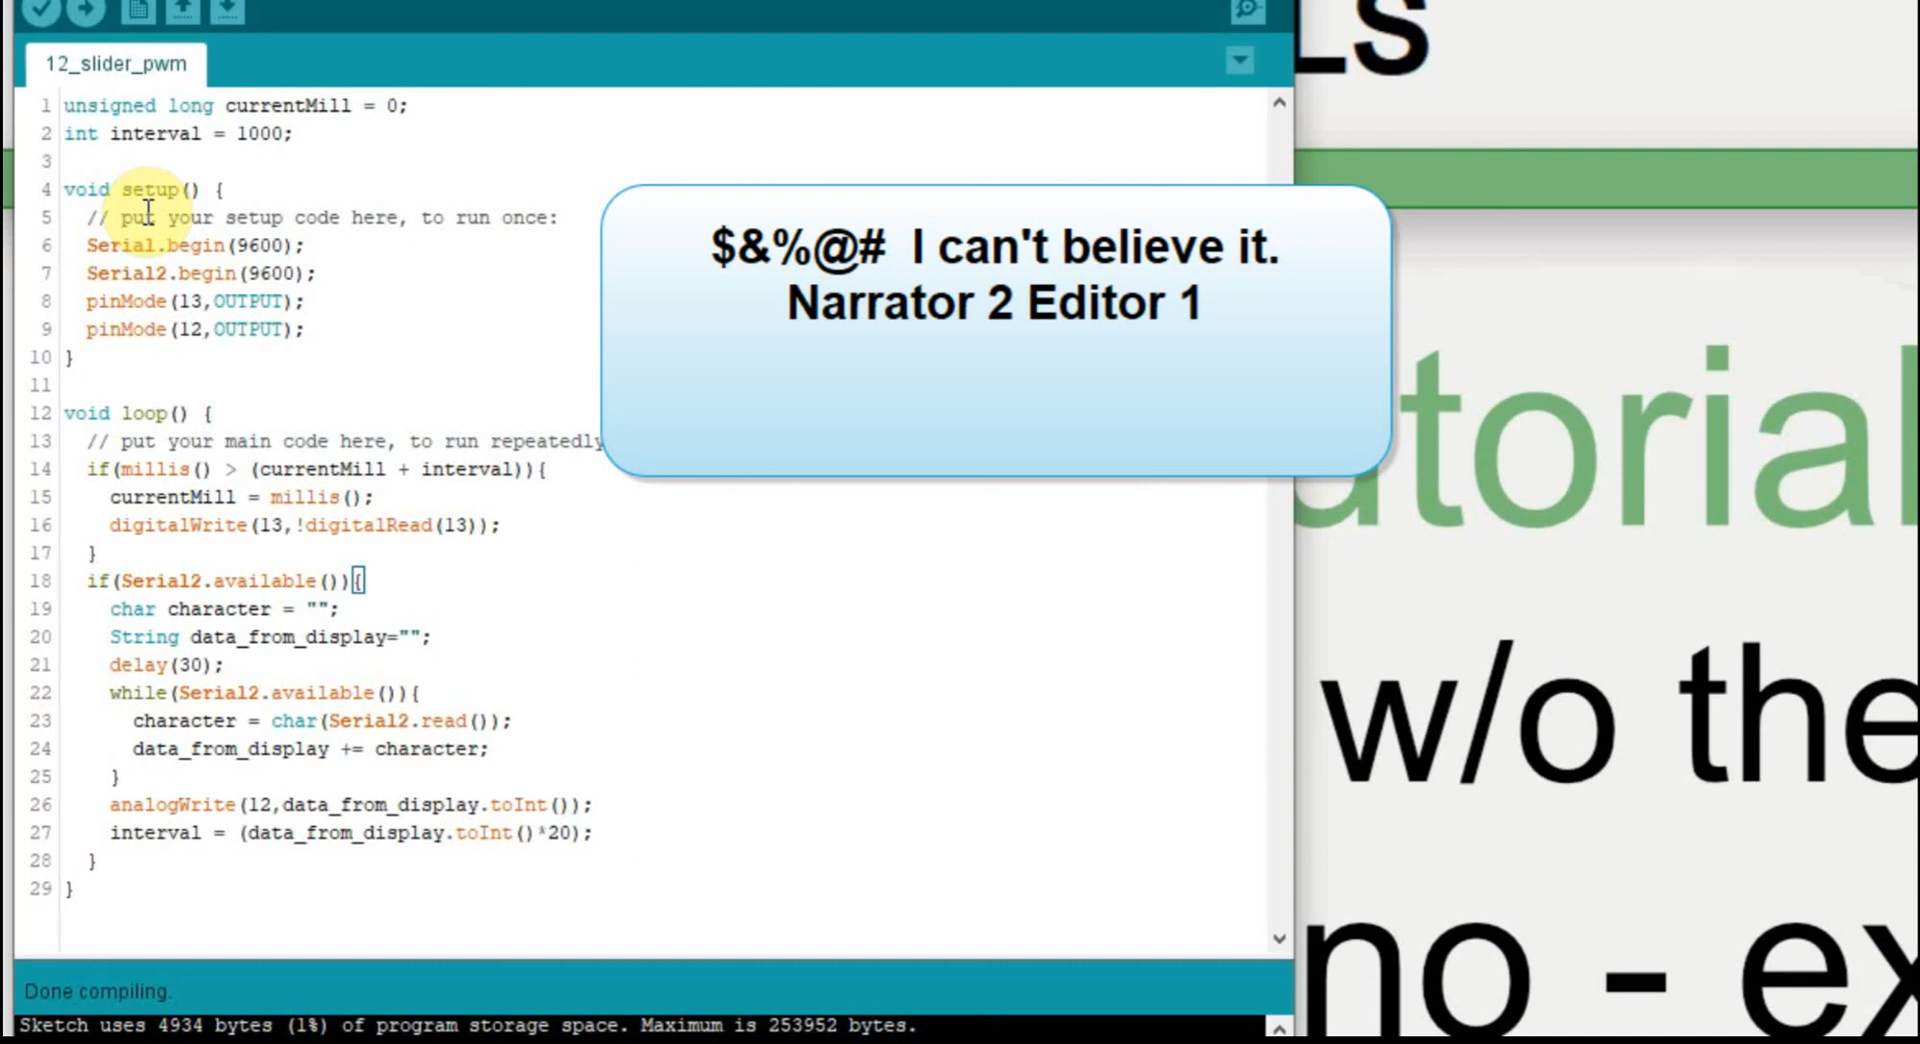 LS
12_slider_pwm
1 unsigned long currentMill = 0;
2 int interval = 1000;
3
4 void setup() {
5 // put your setup code here, to run once:
6 Serial.begin(9600);
7 Serial2.begin(9600);
8 pinMode(13,OUTPUT);
9 pinMode(12,OUTPUT);
10 }
11
12 void loop() {
13 // put your main code here, to run repeatedly
14 if(millis() > (currentMill + interval)){
15 currentMill = millis();
16 digitalWrite(13,!digitalRead(13));
17 }
18 if(Serial2.available()){
19 char character = "";
20 String data_from_display="";
21 delay(30);
22 while(Serial2.available()){
23 character = char(Serial2.read());
24 data_from_display += character;
25 }
26 analogWrite(12,data_from_display.toInt());
27 interval = (data_from_display.toInt()*20);
28 }
29 }
$&%@# I can't believe it.
Narrator 2 Editor 1
utorial
w/o the
no - ex
Done compiling.
Sketch uses 4934 bytes (1%) of program storage space. Maximum is 253952 bytes.